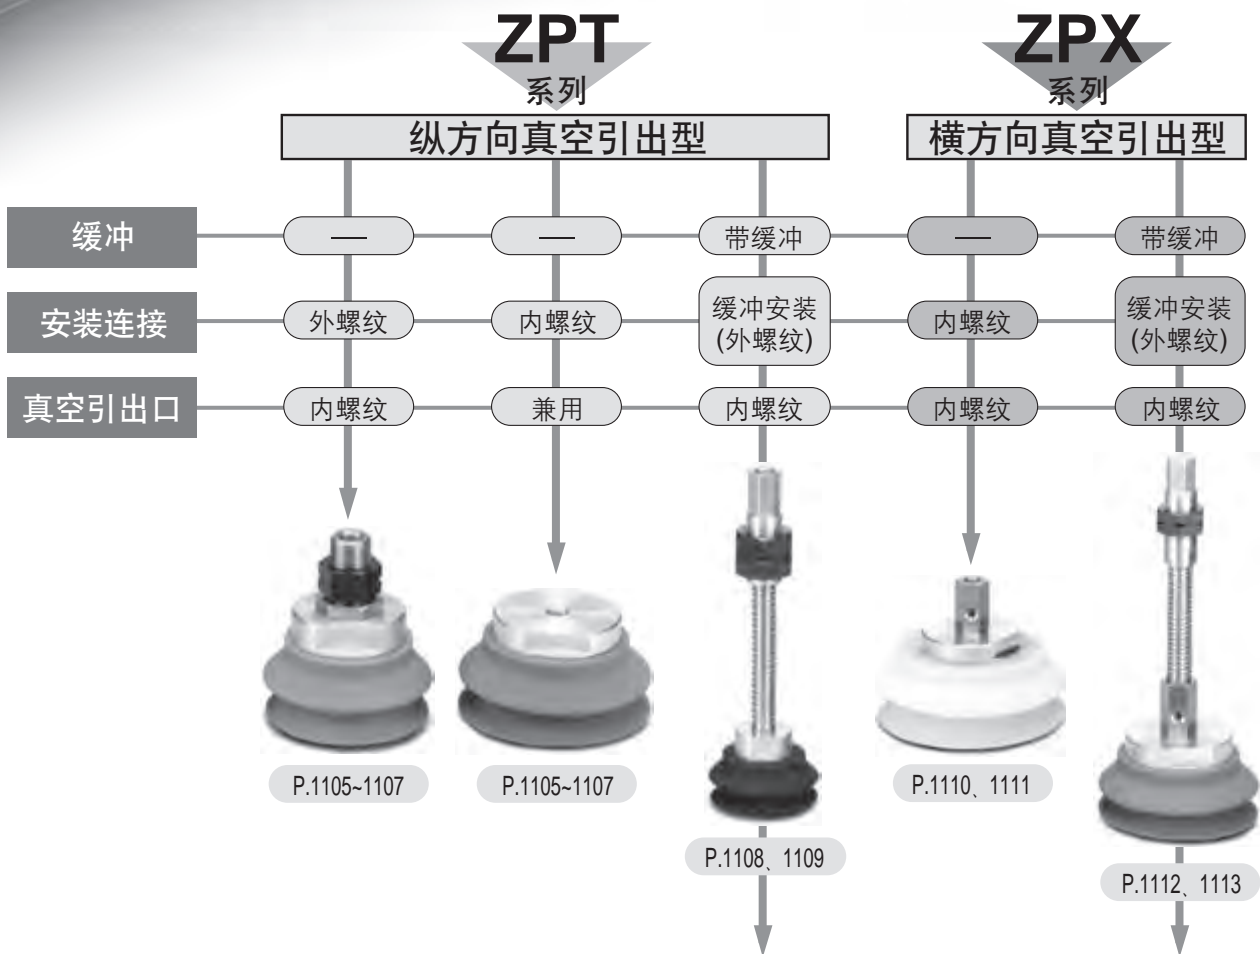 ZPT
系列
纵方向真空引出型
ZPX
系列
横方向真空引出型
缓冲
—
—
带缓冲
—
带缓冲
安装连接
外螺纹
内螺纹
缓冲安装
(外螺纹)
内螺纹
缓冲安装
(外螺纹)
真空引出口
内螺纹
兼用
内螺纹
内螺纹
内螺纹
P.1105~1107
P.1105~1107
P.1108、1109
P.1110、1111
P.1112、1113